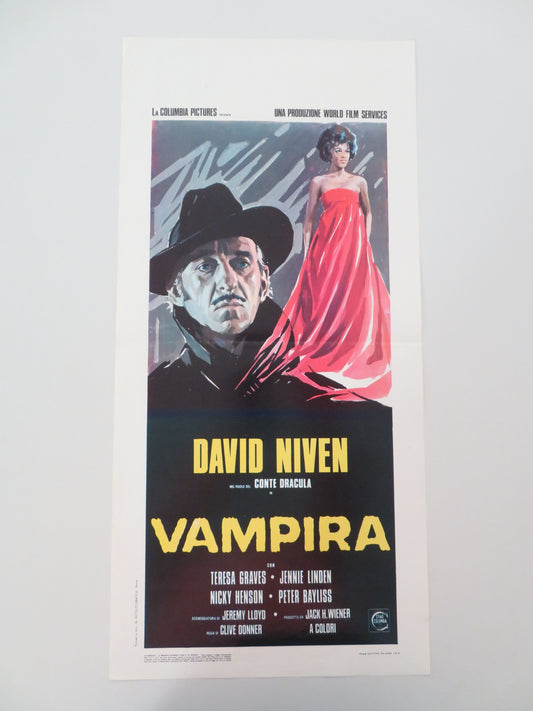 LA COLUMBIA PICTURES presenta UNA PRODUZIONE WORLD FILM SERVICES
DAVID NIVEN
NEL RUOLO DEL CONTE DRACULA
in
VAMPIRA
CON
TERESA GRAVES • JENNIE LINDEN
NICKY HENSON • PETER BAYLISS
SCENEGGIATURA DI JEREMY LLOYD • PRODOTTO DA JACK H. WIENER
REGIA DI CLIVE DONNER A COLORI